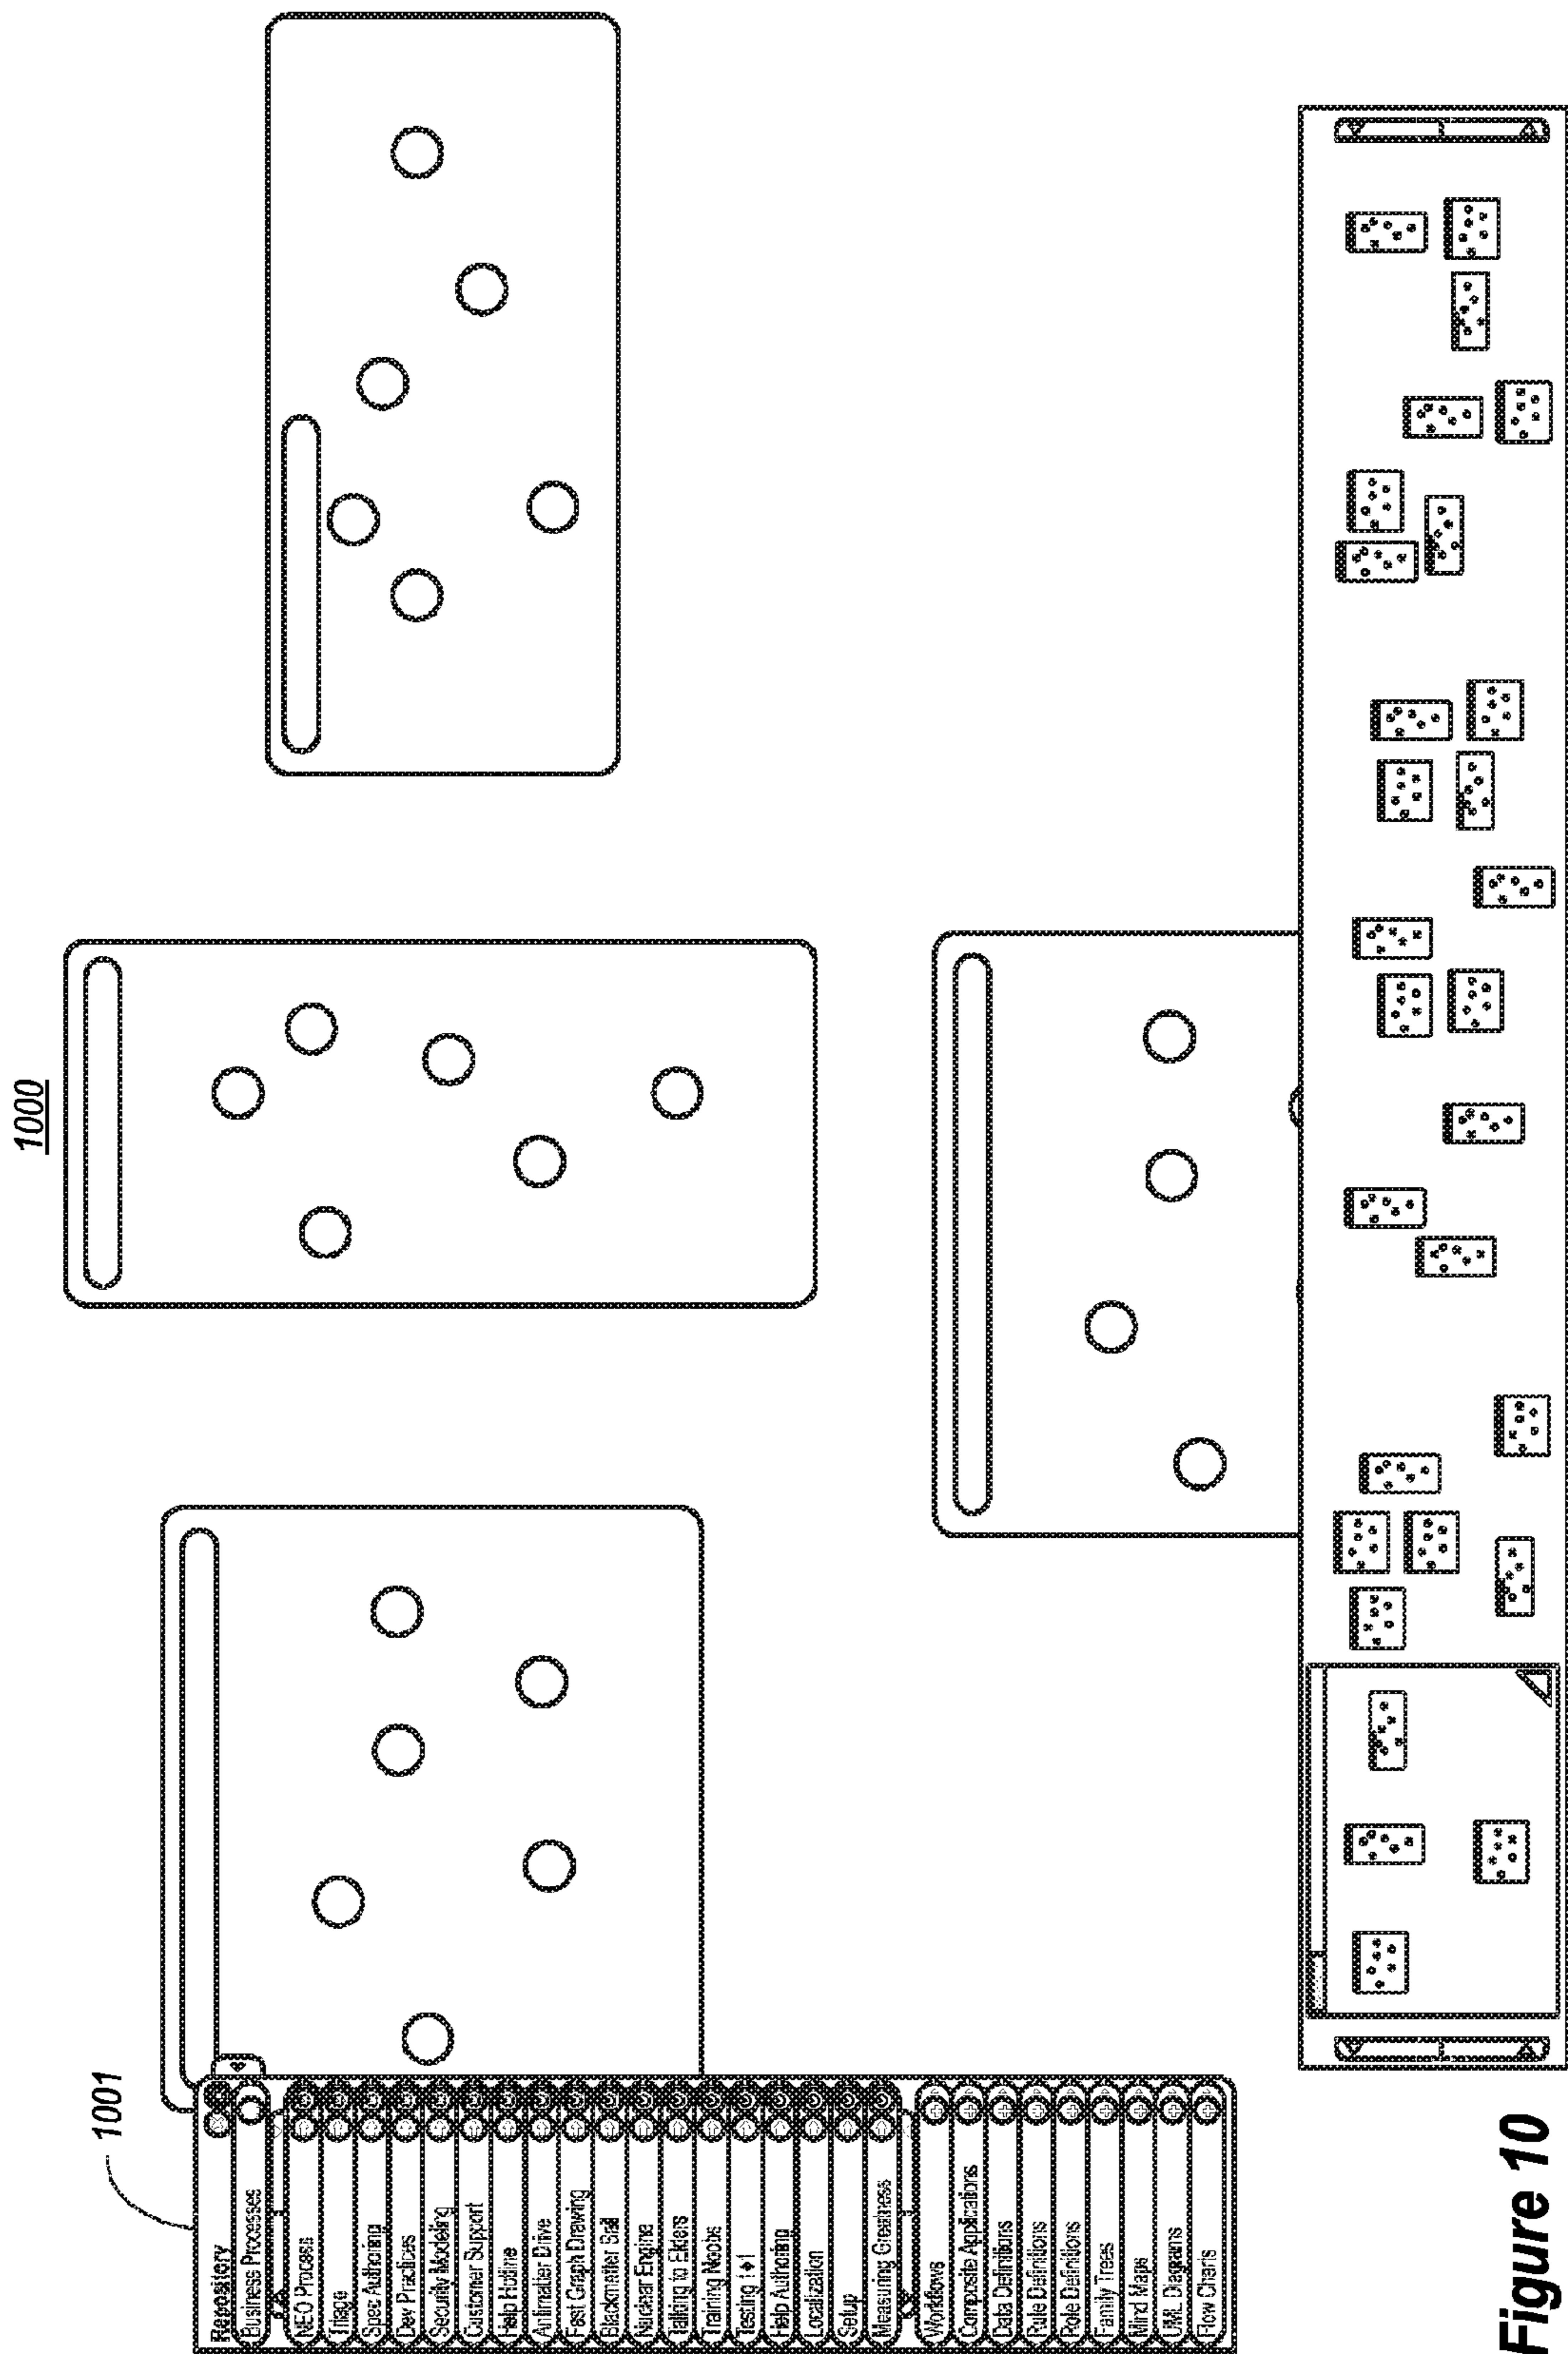 1000
1001
Repository
Business Processes
NEO Process
Triage
Spec Authoring
Dev Practices
Security Modeling
Customer Support
Help Hotline
Antimatter Drive
Fast Graph Drawing
Blackmatter Sail
Nuclear Engine
Talking to Elders
Training Noobs
Testing 1+1
Help Authoring
Localization
Setup
Measuring Greatness
Workflows
Composite Applications
Data Definitions
Rule Definitions
Role Definitions
Family Trees
Mind Maps
UML Diagrams
Flow Charts
Figure 10